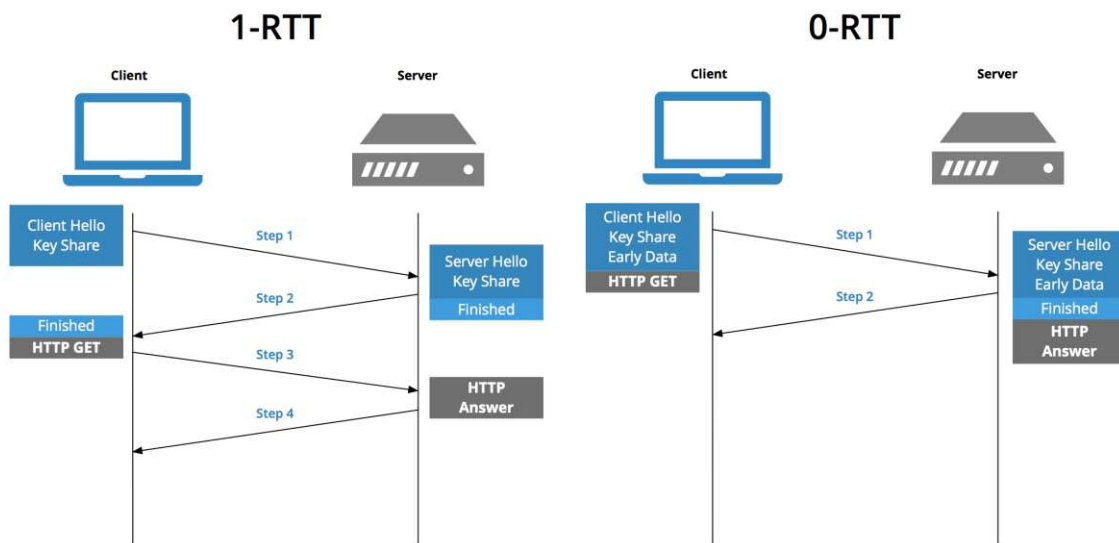 1-RTT
Client
Server
Client Hello
Key Share
Step 1
Server Hello
Key Share
Finished
Step 2
Finished
HTTP GET
Step 3
HTTP
Answer
Step 4
0-RTT
Client
Server
Client Hello
Key Share
Early Data
HTTP GET
Step 1
Server Hello
Key Share
Early Data
Finished
HTTP
Answer
Step 2